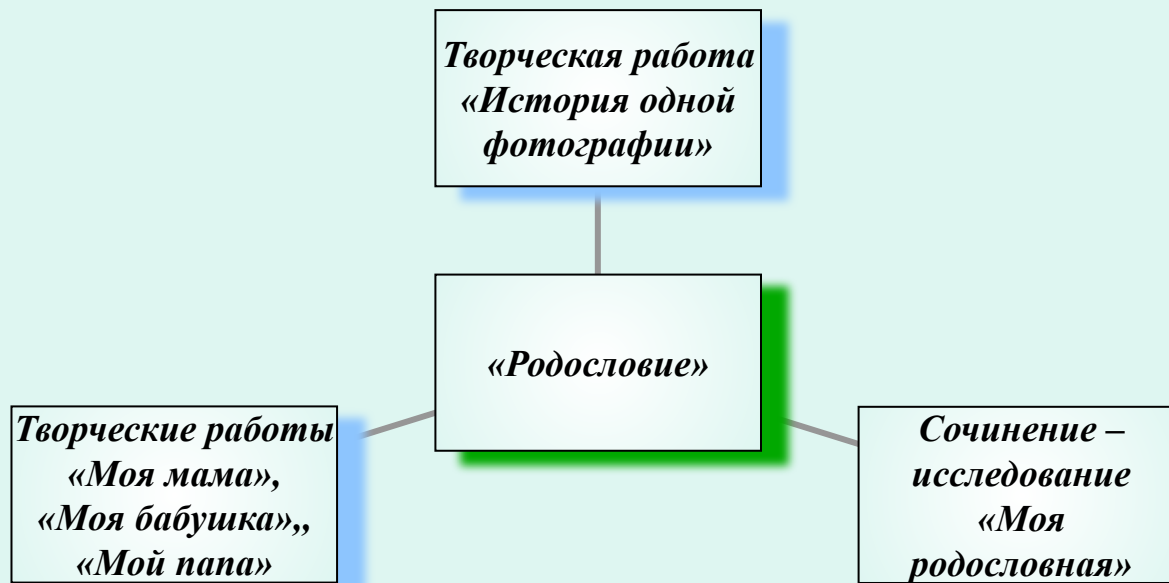 Творческая работа
«История одной
фотографии»
«Родословие»
Творческие работы
«Моя мама»,
«Моя бабушка»,,
«Мой папа»
Сочинение –
исследование
«Моя
родословная»